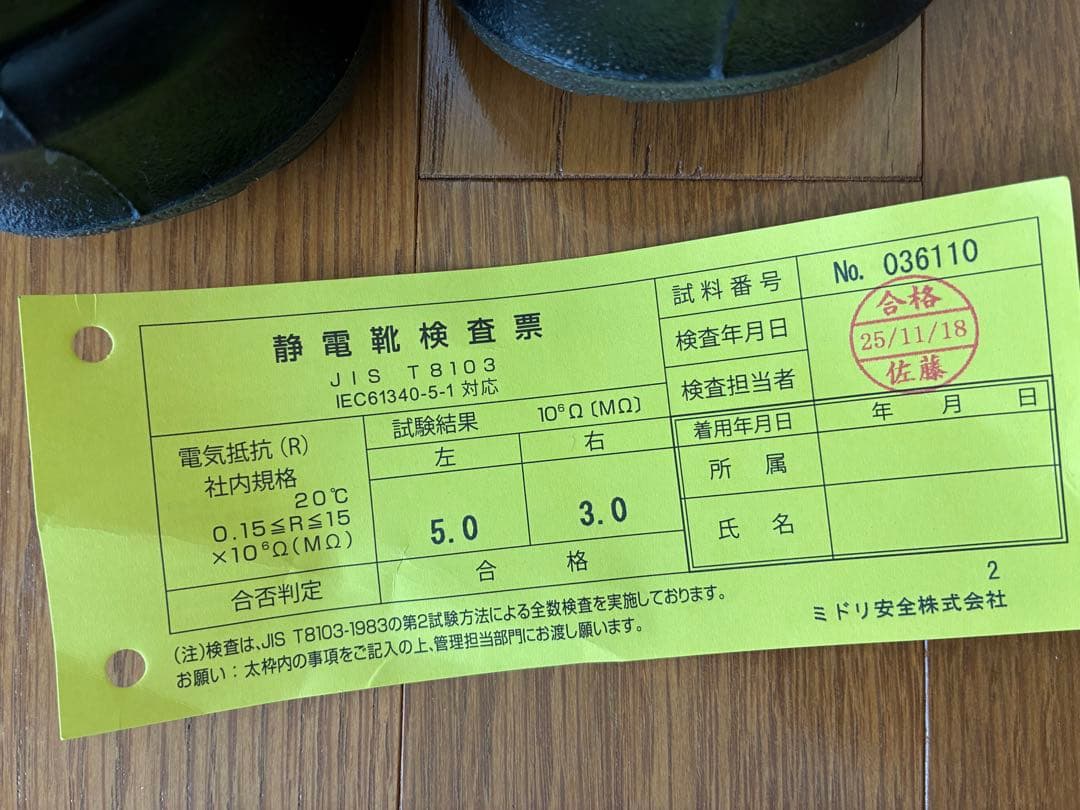 静電靴検査票
JIS T8103
IEC61340-5-1 対応
試料番号 No. 036110
検査年月日
検査担当者
合格
25/11/18
佐藤
電気抵抗(R)
社内規格
20℃
0.15≦R≦15
×10⁶Ω(MΩ)
試験結果 10⁶Ω〔MΩ〕
左 右
5.0 3.0
合否判定 合格
着用年月日 年 月 日
所属
氏名
2
(注)検査は、JIS T8103-1983の第2試験方法による全数検査を実施しております。
お願い:太枠内の事項をご記入の上、管理担当部門にお渡し願います。
ミドリ安全株式会社